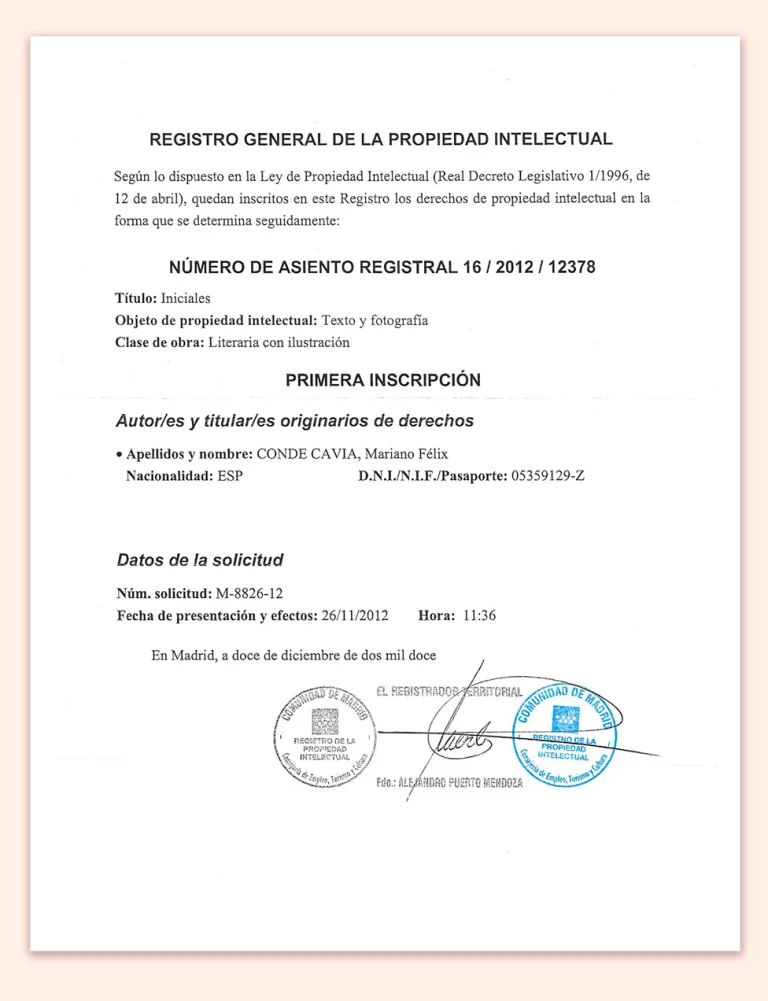 REGISTRO GENERAL DE LA PROPIEDAD INTELECTUAL
Según lo dispuesto en la Ley de Propiedad Intelectual (Real Decreto Legislativo 1/1996, de
12 de abril), quedan inscritos en este Registro los derechos de propiedad intelectual en la
forma que se determina seguidamente:
NÚMERO DE ASIENTO REGISTRAL 16 / 2012 / 12378
Título: Iniciales
Objeto de propiedad intelectual: Texto y fotografía
Clase de obra: Literaria con ilustración
PRIMERA INSCRIPCIÓN
Autor/es y titular/es originarios de derechos
• Apellidos y nombre: CONDE CAVIA, Mariano Félix
Nacionalidad: ESP D.N.I./N.I.F./Pasaporte: 05359129-Z
Datos de la solicitud
Núm. solicitud: M-8826-12
Fecha de presentación y efectos: 26/11/2012 Hora: 11:36
En Madrid, a doce de diciembre de dos mil doce
EL REGISTRADOR TERRITORIAL
COMUNIDAD DE MADRID
REGISTRO DE LA
PROPIEDAD
INTELECTUAL
Consejería de Empleo, Turismo y Cultura
COMUNIDAD DE MADRID
REGISTRO DE LA
PROPIEDAD
INTELECTUAL
Consejería de Empleo, Turismo y Cultura
Fdo.: ALEJANDRO PUERTO MENDOZA